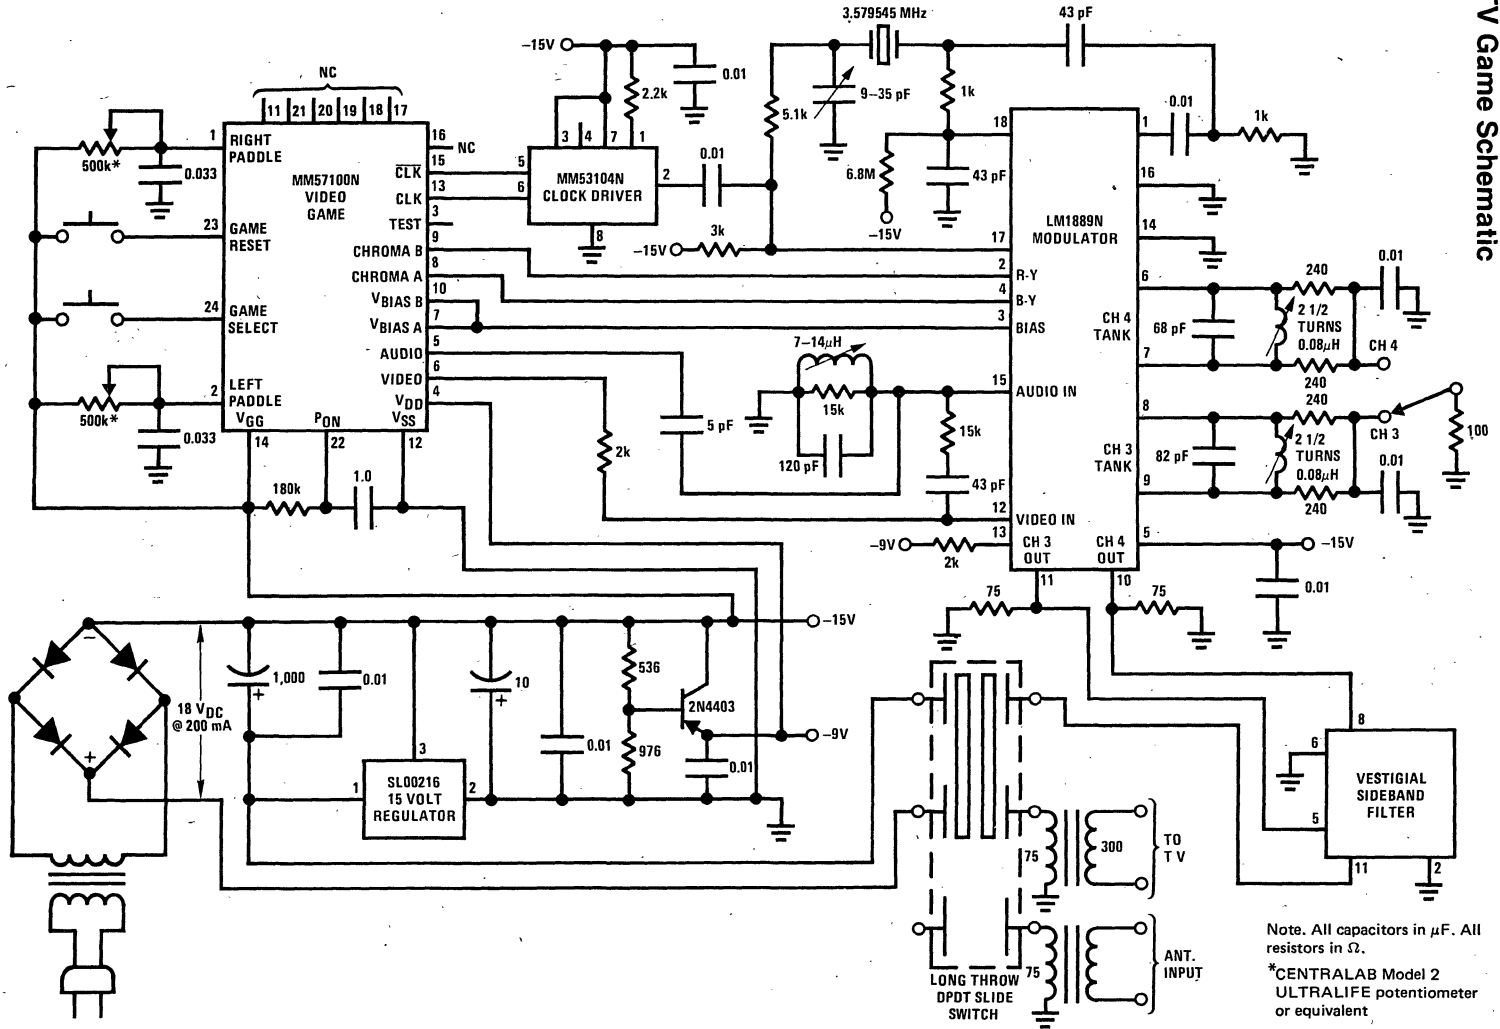 TV Game Schematic
3.579545 MHz
43 pF
−15V
NC
11 21 20 19 18 17
2.2k
0.01
5.1k
9−35 pF
1k
0.01
1k
1
RIGHT
PADDLE
500k*
0.033
MM57100N
VIDEO
GAME
16
NC
15
CLK
13
CLK
3
TEST
9
CHROMA B
8
CHROMA A
10
VBIAS B
7
VBIAS A
5
AUDIO
6
VIDEO
4
VDD
VSS
23
GAME
RESET
24
GAME
SELECT
2
LEFT
PADDLE
VGG
PON
500k*
0.033
14
22
12
3 4 7 1
5
6
MM53104N
CLOCK DRIVER
2
8
0.01
−15V
3k
6.8M
−15V
43 pF
18
1
16
14
LM1889N
MODULATOR
17
2
R-Y
4
B-Y
3
BIAS
15
AUDIO IN
12
VIDEO IN
13
CH 3
OUT
CH 4
OUT
11
10
6
CH 4
TANK
7
8
CH 3
TANK
9
5
68 pF
240
2 1/2
TURNS
0.08μH
240
0.01
CH 4
82 pF
240
2 1/2
TURNS
0.08μH
240
CH 3
0.01
100
−15V
0.01
7−14μH
15k
120 pF
5 pF
2k
15k
43 pF
−9V
2k
180k
1.0
75
75
−
+
18 VDC
@ 200 mA
1,000
+
0.01
3
1
SL00216
15 VOLT
REGULATOR
2
10
+
0.01
536
976
2N4403
0.01
−15V
−9V
75
300
TO
T V
75
ANT.
INPUT
LONG THROW
DPDT SLIDE
SWITCH
8
6
5
VESTIGIAL
SIDEBAND
FILTER
11
2
Note. All capacitors in μF. All
resistors in Ω.
*CENTRALAB Model 2
ULTRALIFE potentiometer
or equivalent